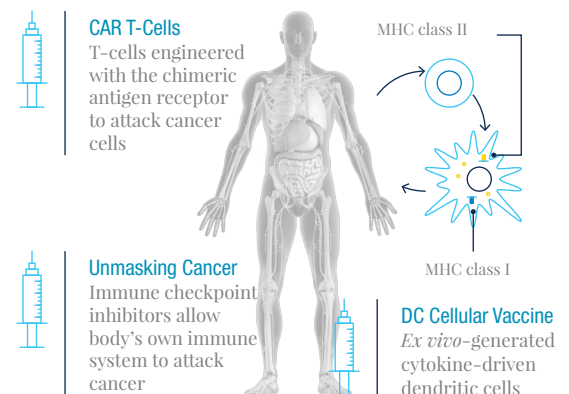 CAR T-Cells
T-cells engineered
with the chimeric
antigen receptor
to attack cancer
cells
MHC class II
MHC class I
Unmasking Cancer
Immune checkpoint
inhibitors allow
body's own immune
system to attack
cancer
DC Cellular Vaccine
Ex vivo-generated
cytokine-driven
dendritic cells